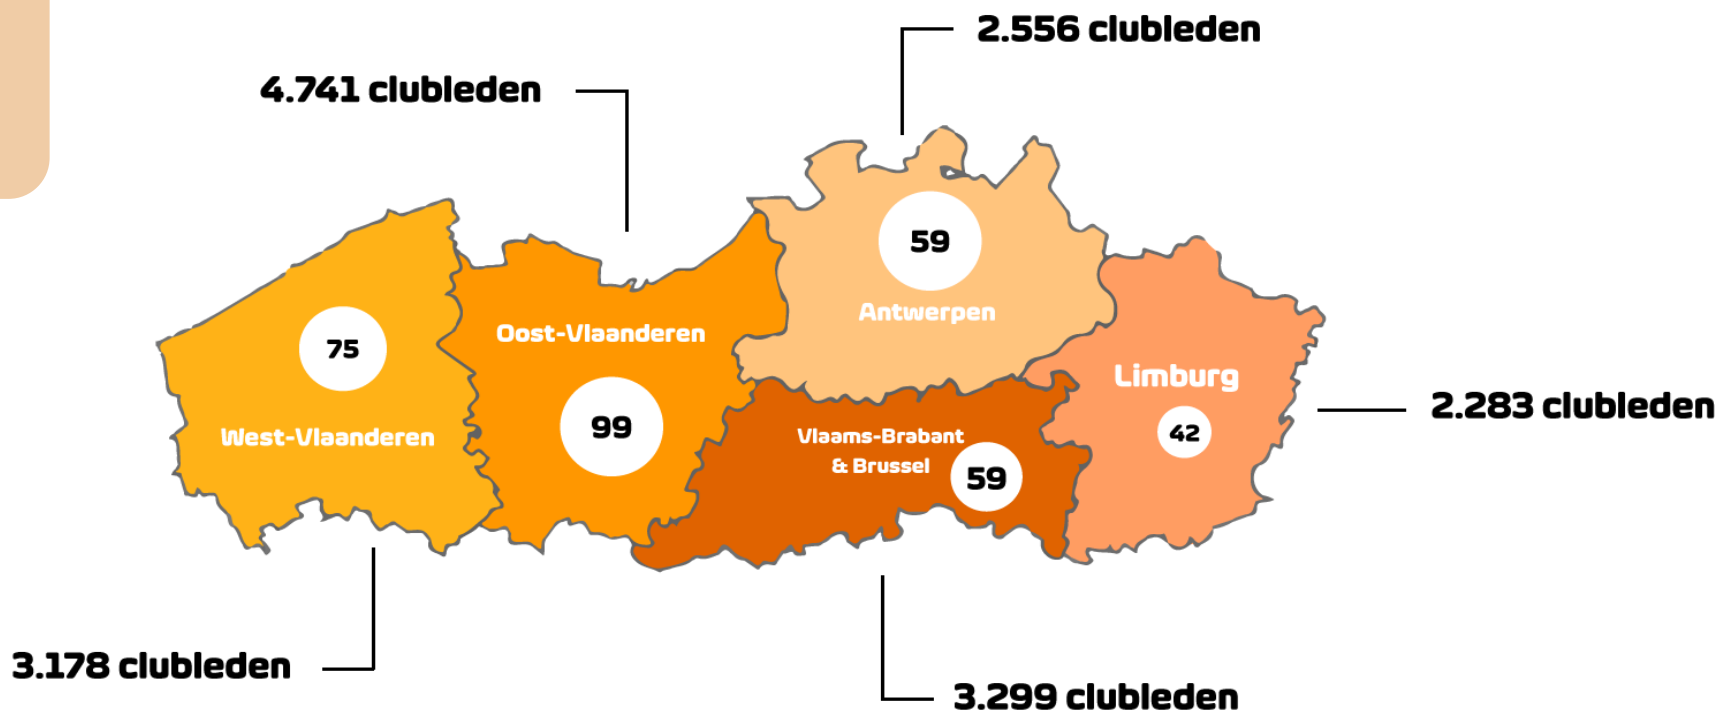 2.556 clubleden
4.741 clubleden
59
Antwerpen
Oost-Vlaanderen
75
Limburg
2.283 clubleden
99
42
West-Vlaanderen
Vlaams-Brabant
& Brussel
59
3.178 clubleden
3.299 clubleden